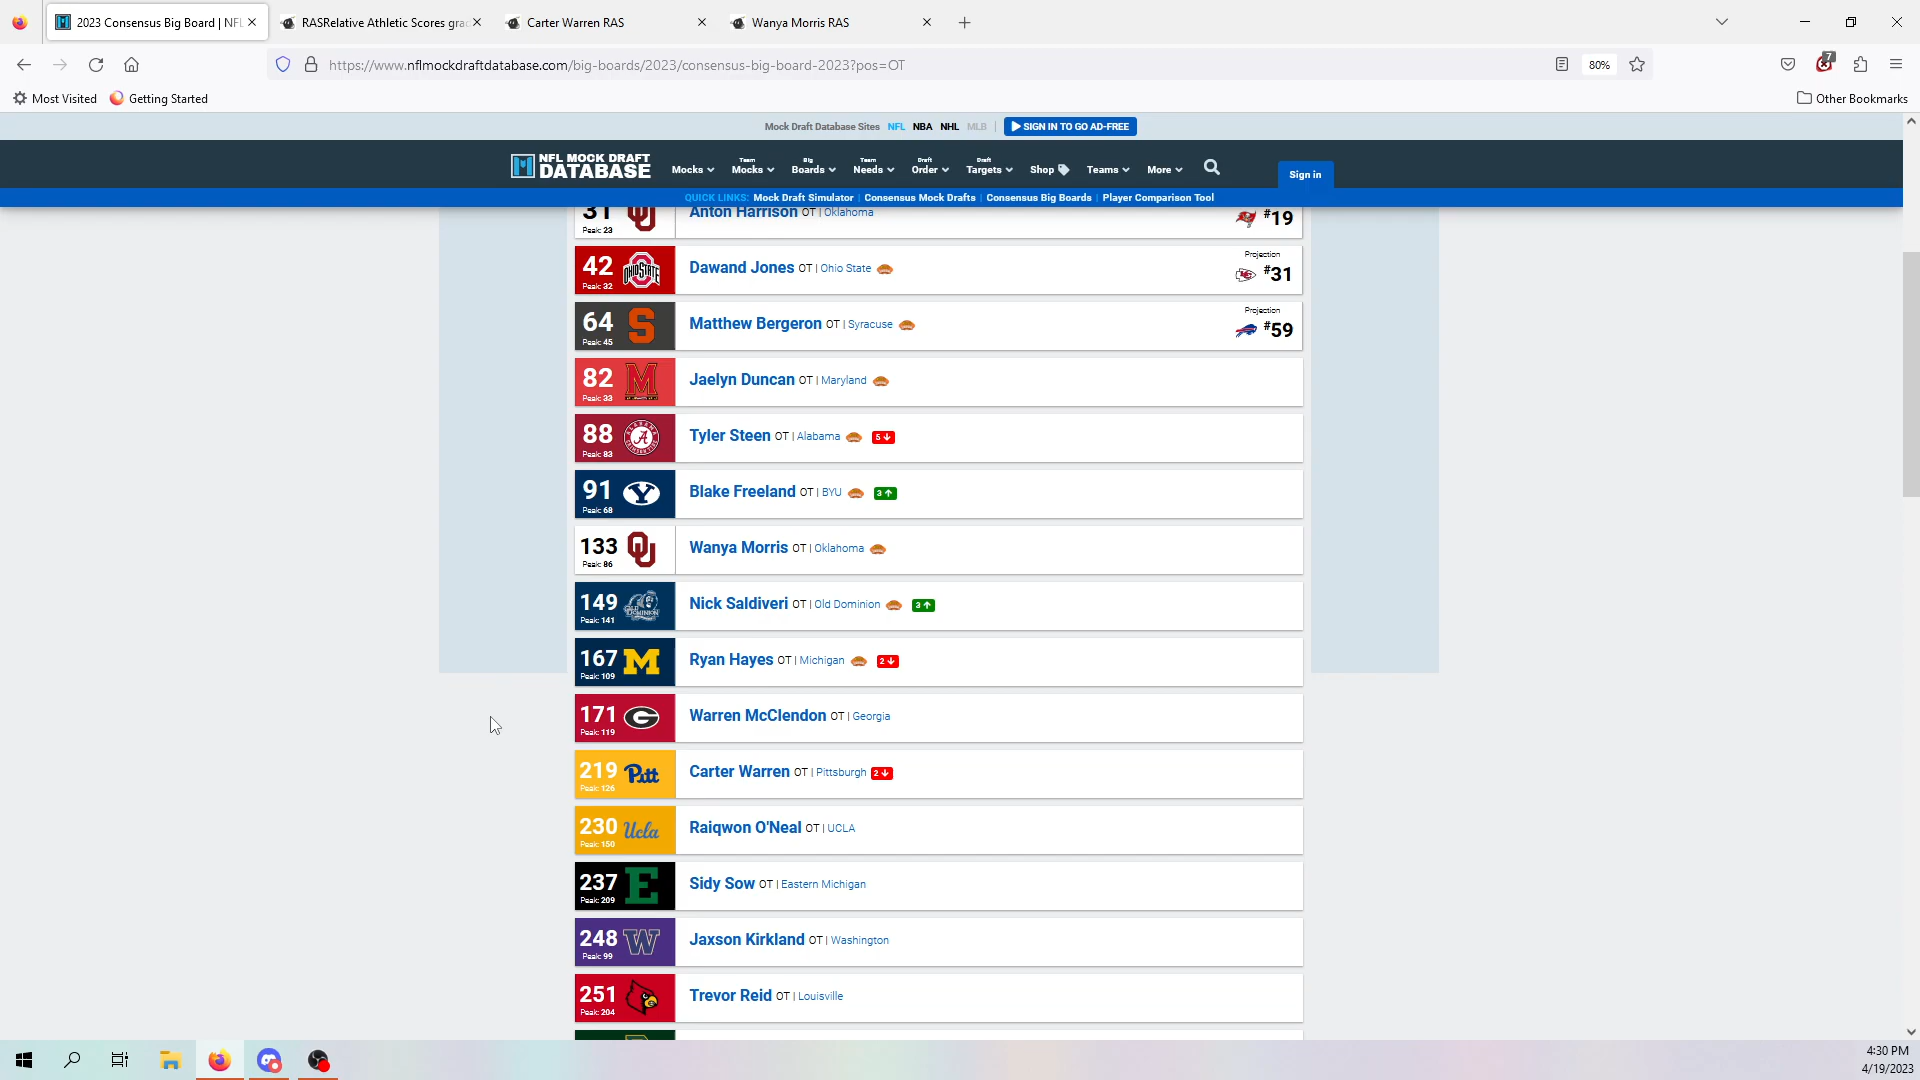 2023 Consensus Big Board | NFL
RASRelative Athletic Scores grad
Carter Warren RAS
Wanya Morris RAS
https://www.nflmockdraftdatabase.com/big-boards/2023/consensus-big-board-2023?pos=OT
80%
7
Most Visited
Getting Started
Other Bookmarks
Mock Draft Database Sites NFL NBA NHL MLB | SIGN IN TO GO AD-FREE
NFL MOCK DRAFT DATABASE
Mocks
Team Mocks
Big Boards
Team Needs
Draft Order
Draft Targets
Shop
Teams
More
Sign in
QUICK LINKS: Mock Draft Simulator | Consensus Mock Drafts | Consensus Big Boards | Player Comparison Tool
31 Peak: 23 OU Anton Harrison OT | Oklahoma #19
42 Peak: 32 OHIO STATE Dawand Jones OT | Ohio State Projection #31
64 Peak: 45 S Matthew Bergeron OT | Syracuse Projection #59
82 Peak: 33 M Jaelyn Duncan OT | Maryland
88 Peak: 83 A Tyler Steen OT | Alabama 5
91 Peak: 68 Y Blake Freeland OT | BYU 3
133 Peak: 86 OU Wanya Morris OT | Oklahoma
149 Peak: 141 Nick Saldiveri OT | Old Dominion 3
167 Peak: 109 M Ryan Hayes OT | Michigan 2
171 Peak: 119 G Warren McClendon OT | Georgia
219 Peak: 126 Pitt Carter Warren OT | Pittsburgh 2
230 Peak: 150 Ucla Raiqwon O'Neal OT | UCLA
237 Peak: 209 E Sidy Sow OT | Eastern Michigan
248 Peak: 99 W Jaxson Kirkland OT | Washington
251 Peak: 204 Trevor Reid OT | Louisville
4:30 PM
4/19/2023